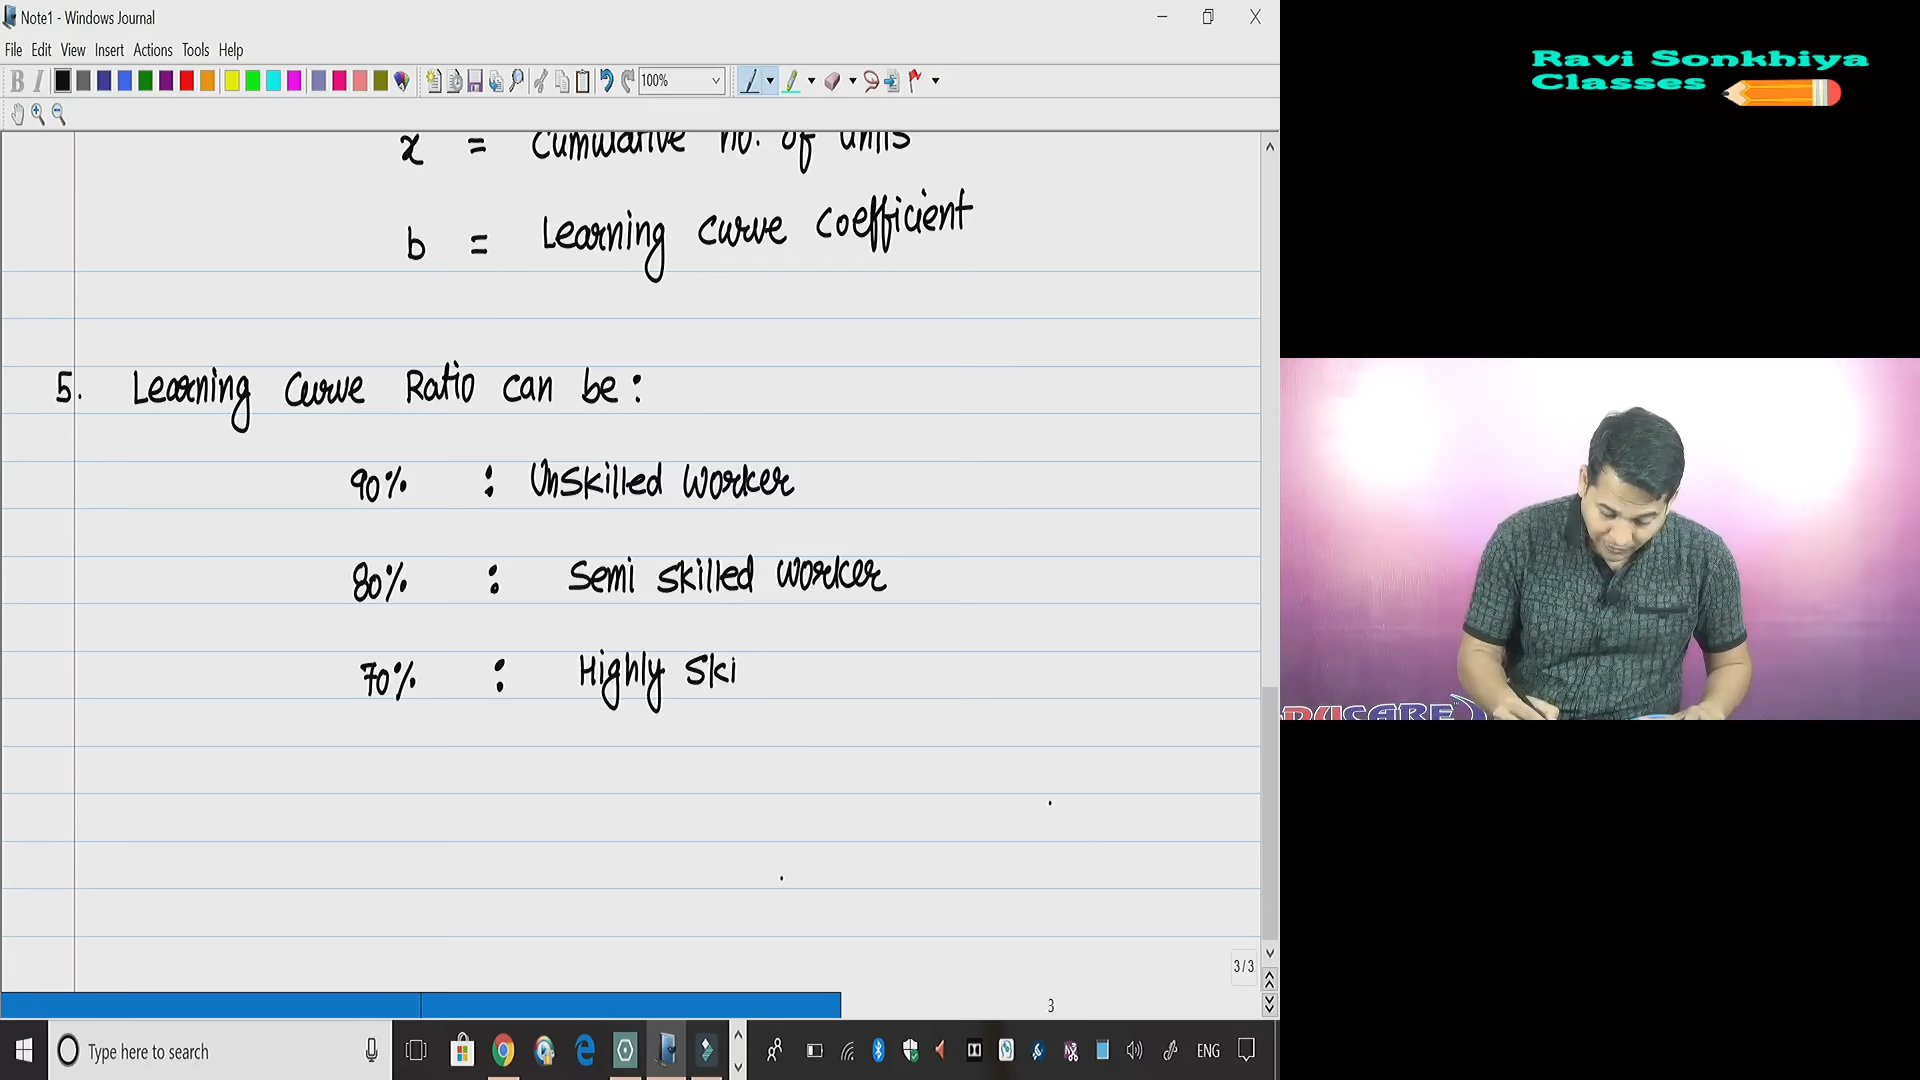 Note1 - Windows Journal
File Edit View Insert Actions Tools Help
B I 100%
x = Cumulative no. of units
b = Learning curve coefficient
5. Learning Curve Ratio can be:
90% : Unskilled Worker
80% : Semi Skilled Worker
70% : Highly Ski
3/3
3
Type here to search
ENG
Ravi Sonkhiya
Classes